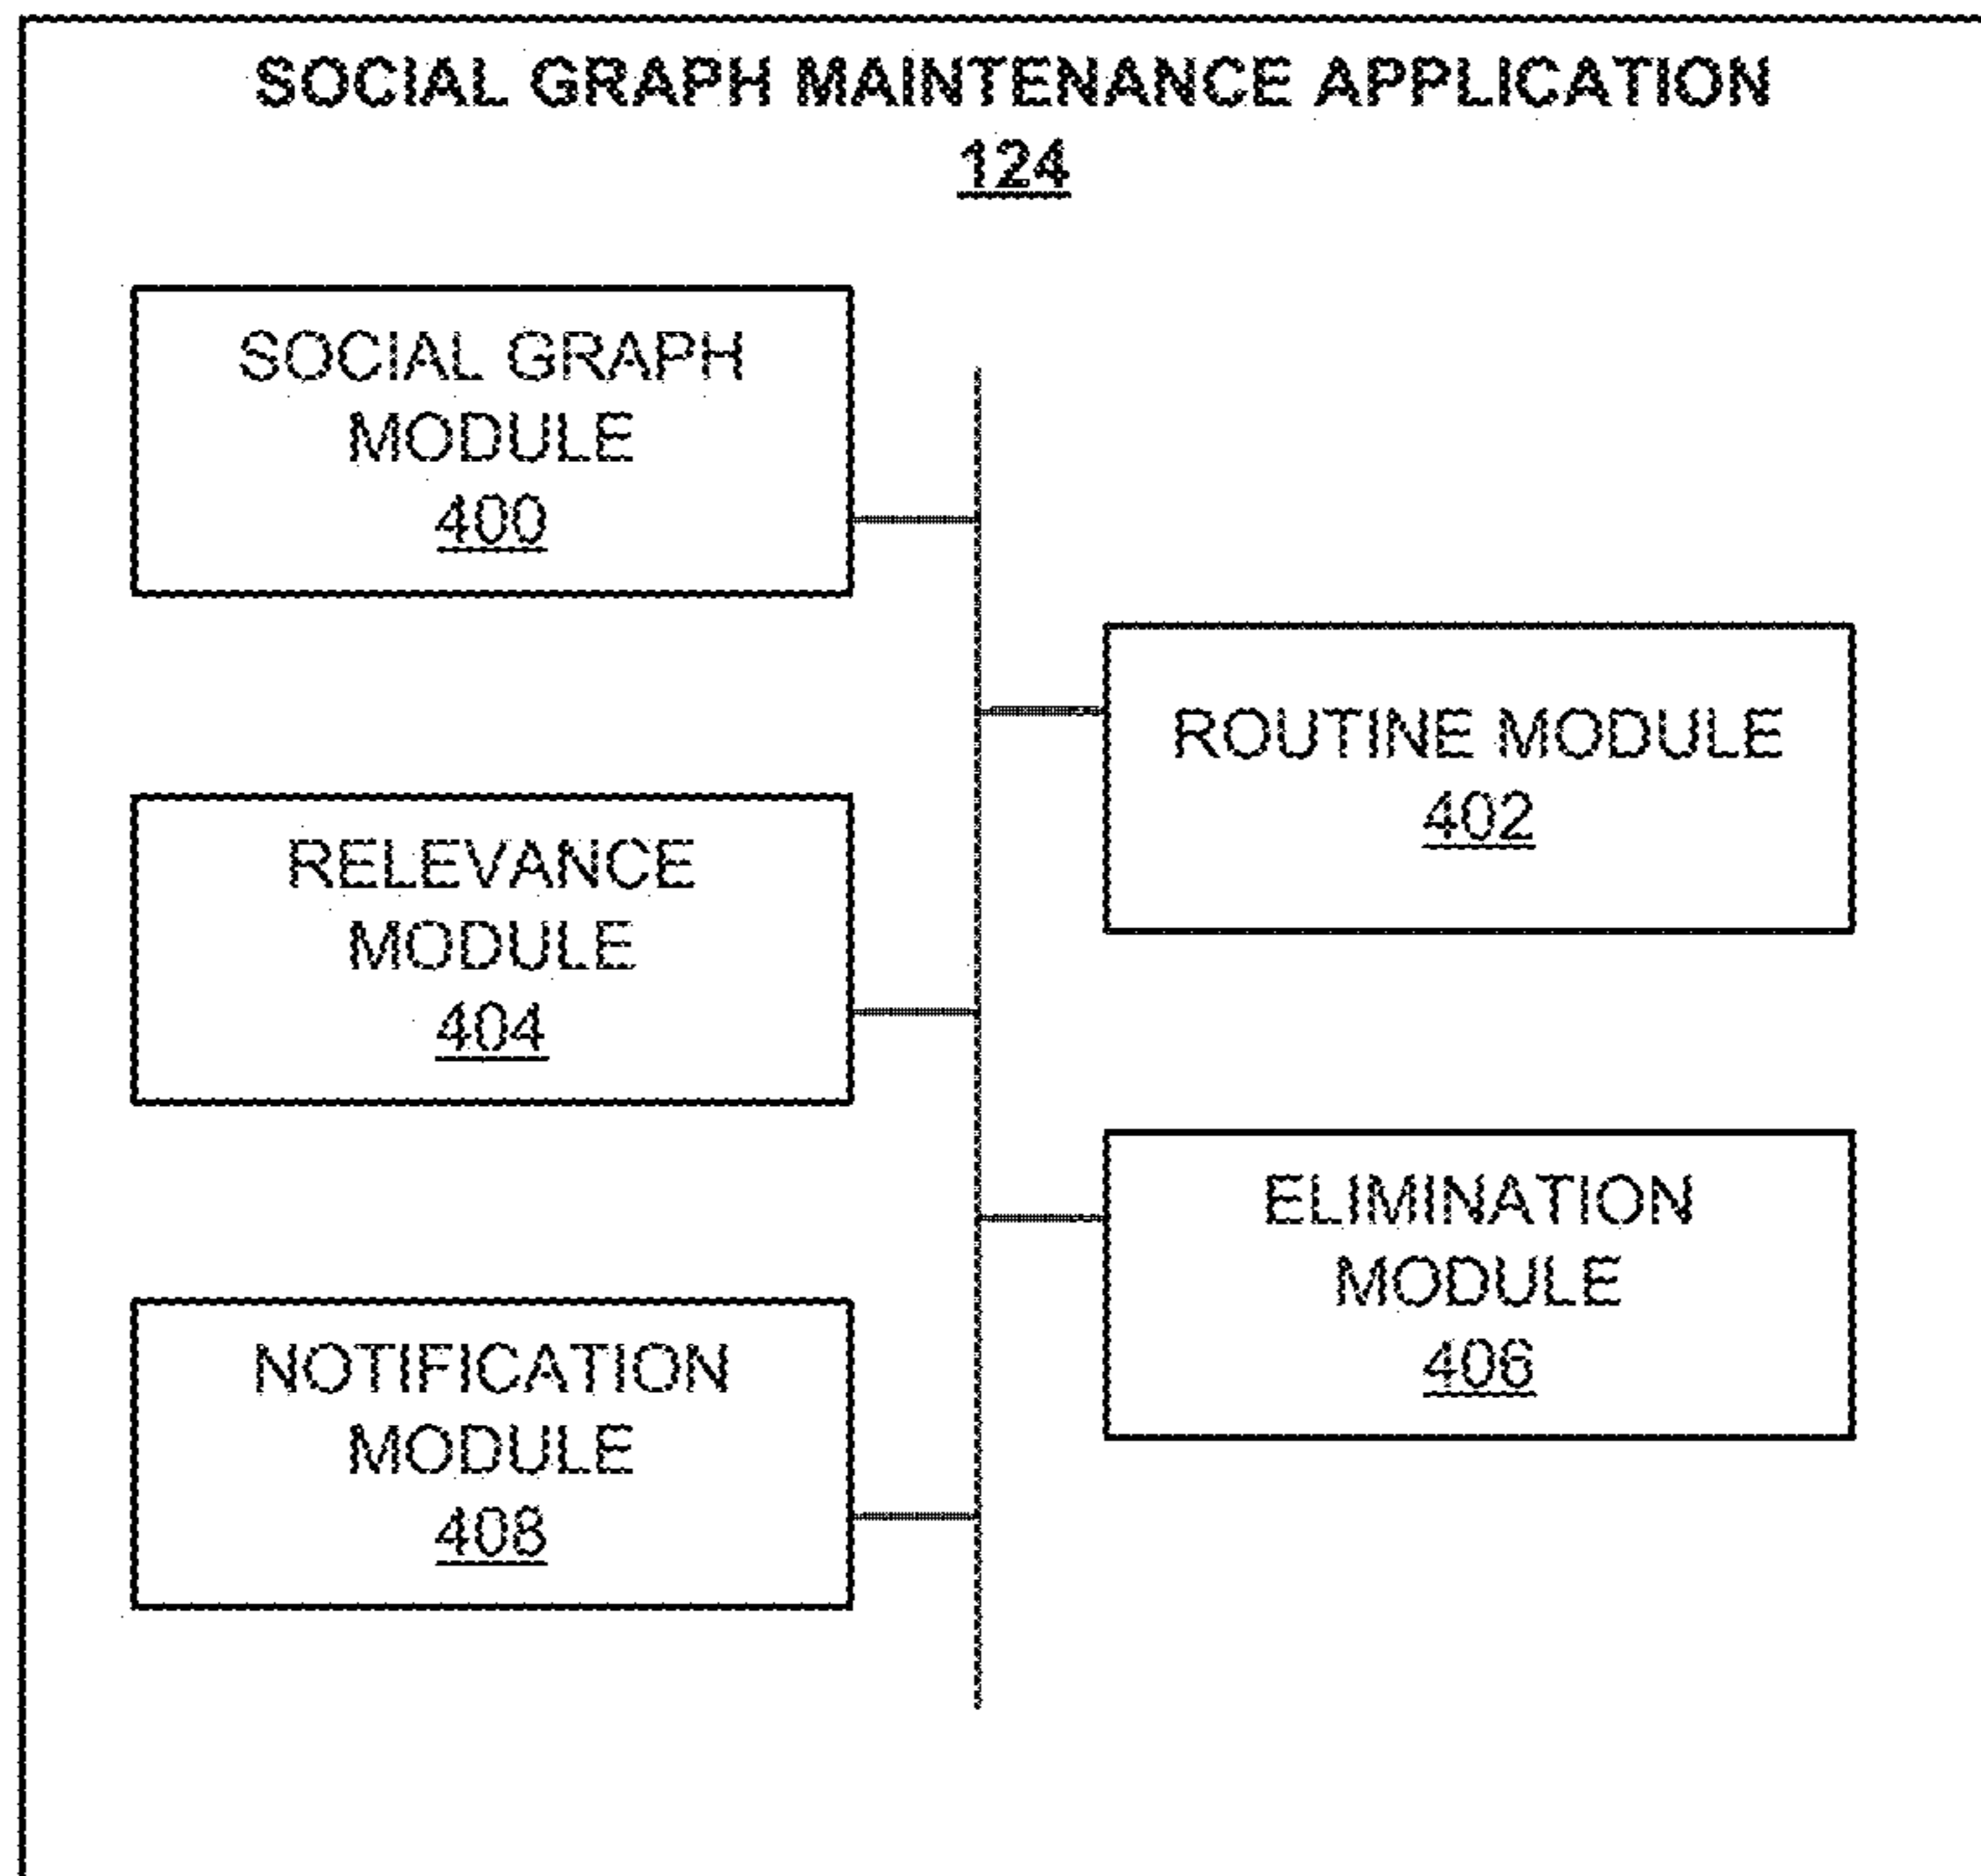 SOCIAL GRAPH MAINTENANCE APPLICATION
124
SOCIAL GRAPH
MODULE
400
ROUTINE MODULE
402
RELEVANCE
MODULE
404
ELIMINATION
MODULE
406
NOTIFICATION
MODULE
408